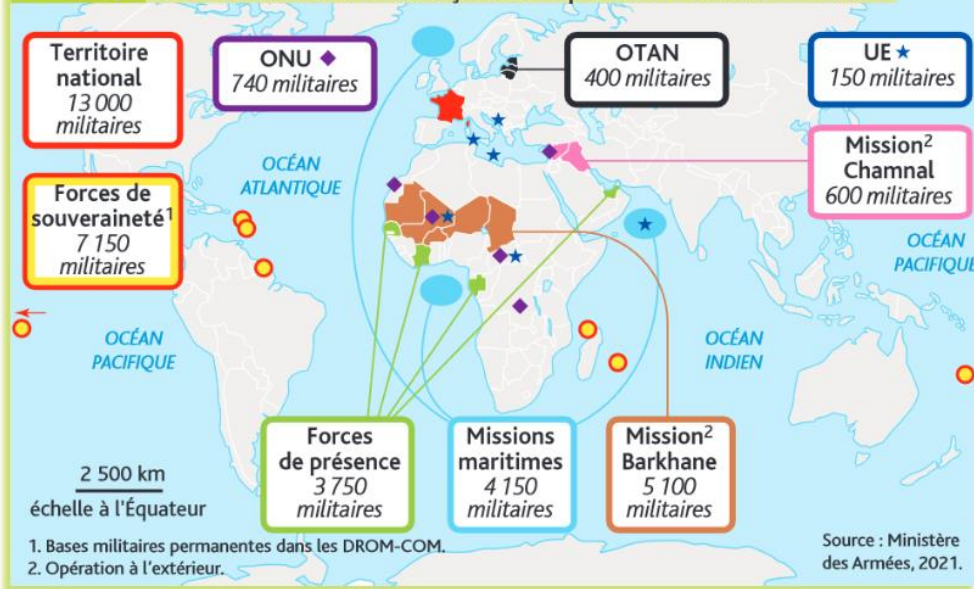 Territoire
national
13 000
militaires
ONU
740 militaires
OTAN
400 militaires
UE
150 militaires
Mission²
Chamnal
600 militaires
OCÉAN
ATLANTIQUE
Forces de
souveraineté¹
7 150
militaires
OCÉAN
PACIFIQUE
OCÉAN
PACIFIQUE
OCÉAN
INDIEN
Forces
de présence
3 750
militaires
Missions
maritimes
4 150
militaires
Mission²
Barkhane
5 100
militaires
2 500 km
échelle à l'Équateur
1. Bases militaires permanentes dans les DROM-COM.
2. Opération à l'extérieur.
Source : Ministère
des Armées, 2021.